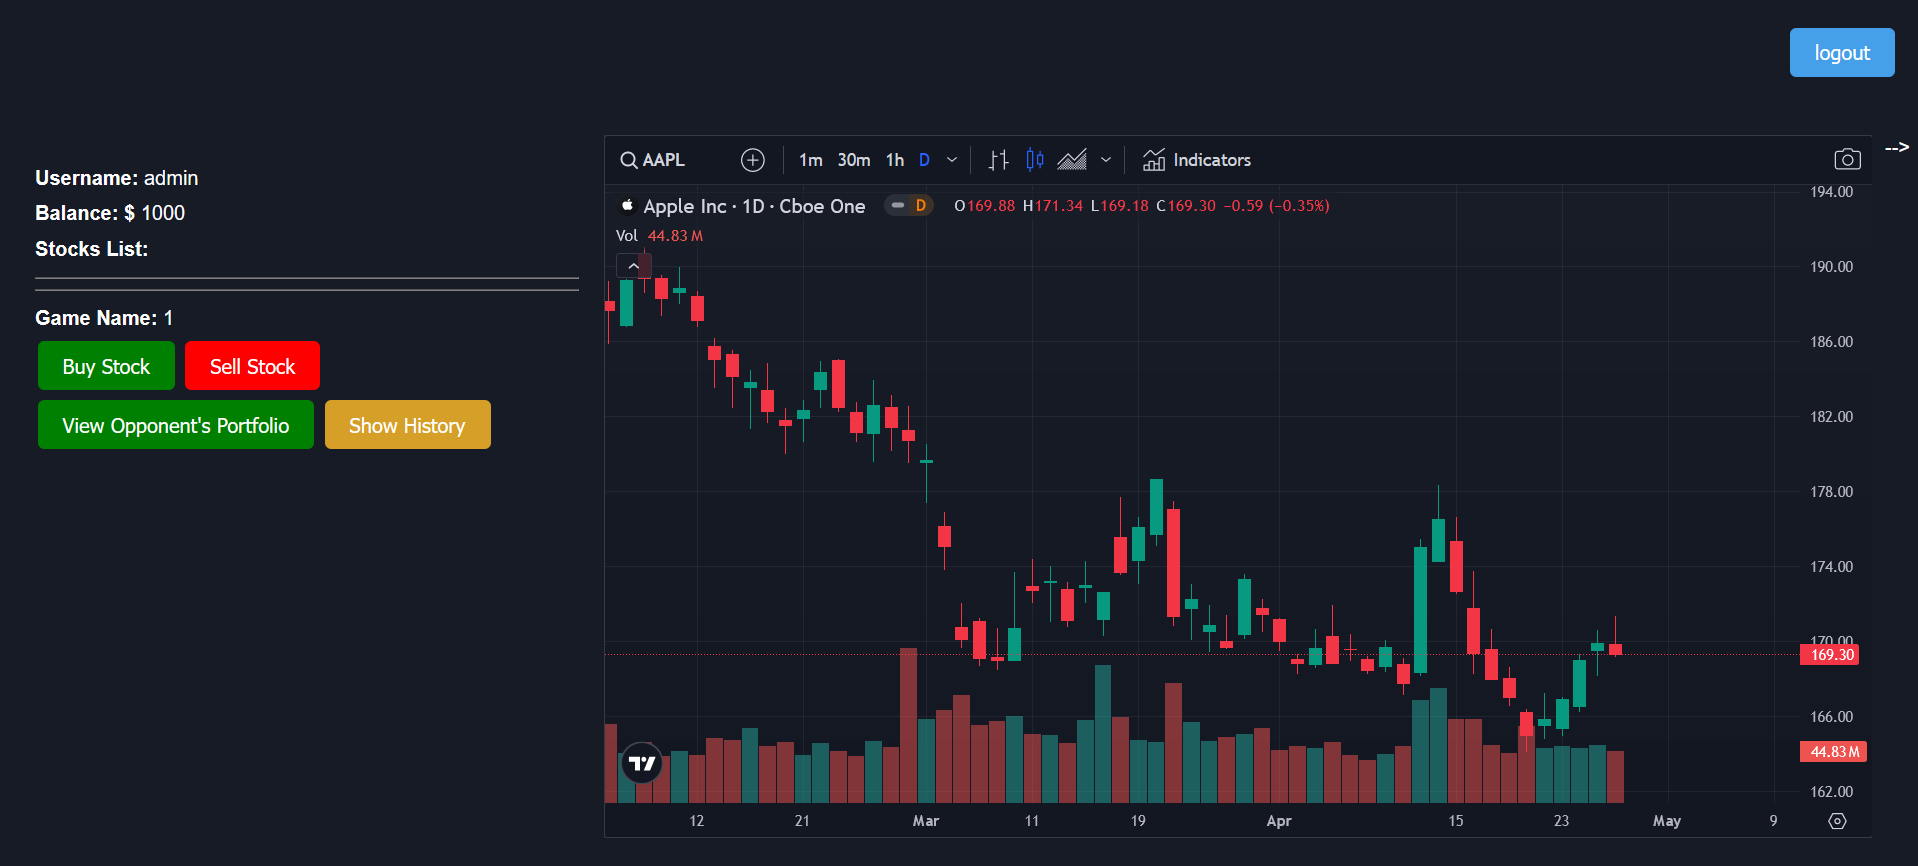 logout
Username: admin
Balance: $ 1000
Stocks List:
Game Name: 1
Buy Stock
Sell Stock
View Opponent's Portfolio
Show History
AAPL
1m 30m 1h D
Indicators
-->
Apple Inc · 1D · Cboe One
D
O169.88 H171.34 L169.18 C169.30 −0.59 (−0.35%)
Vol 44.83 M
194.00
190.00
186.00
182.00
178.00
174.00
170.00
169.30
166.00
44.83 M
162.00
12 21 Mar 11 19 Apr 15 23 May 9